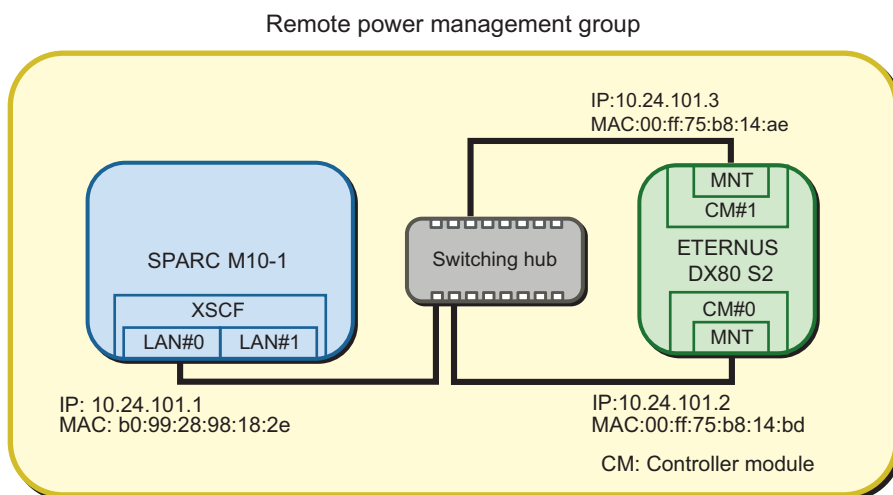 Remote power management group
IP:10.24.101.3
MAC:00:ff:75:b8:14:ae
MNT
CM#1
SPARC M10-1
Switching hub
ETERNUS
DX80 S2
XSCF
CM#0
LAN#0 LAN#1
MNT
IP: 10.24.101.1
MAC: b0:99:28:98:18:2e
IP:10.24.101.2
MAC:00:ff:75:b8:14:bd
CM: Controller module